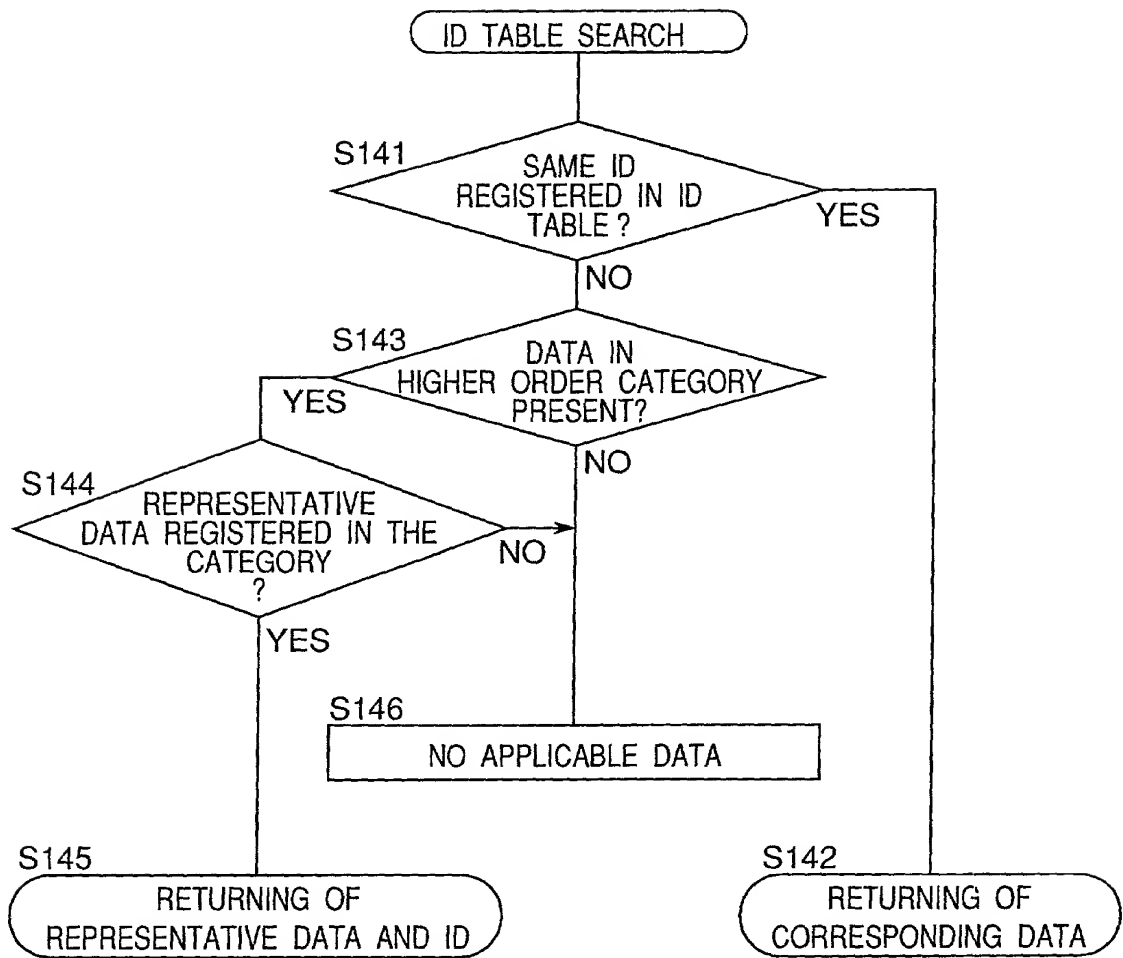 ID TABLE SEARCH
S141
SAME ID
REGISTERED IN ID
TABLE?
YES
NO
S143
DATA IN
HIGHER ORDER CATEGORY
PRESENT?
YES
NO
S144
REPRESENTATIVE
DATA REGISTERED IN THE
CATEGORY
?
NO
YES
S146
NO APPLICABLE DATA
S145
RETURNING OF
REPRESENTATIVE DATA AND ID
S142
RETURNING OF
CORRESPONDING DATA